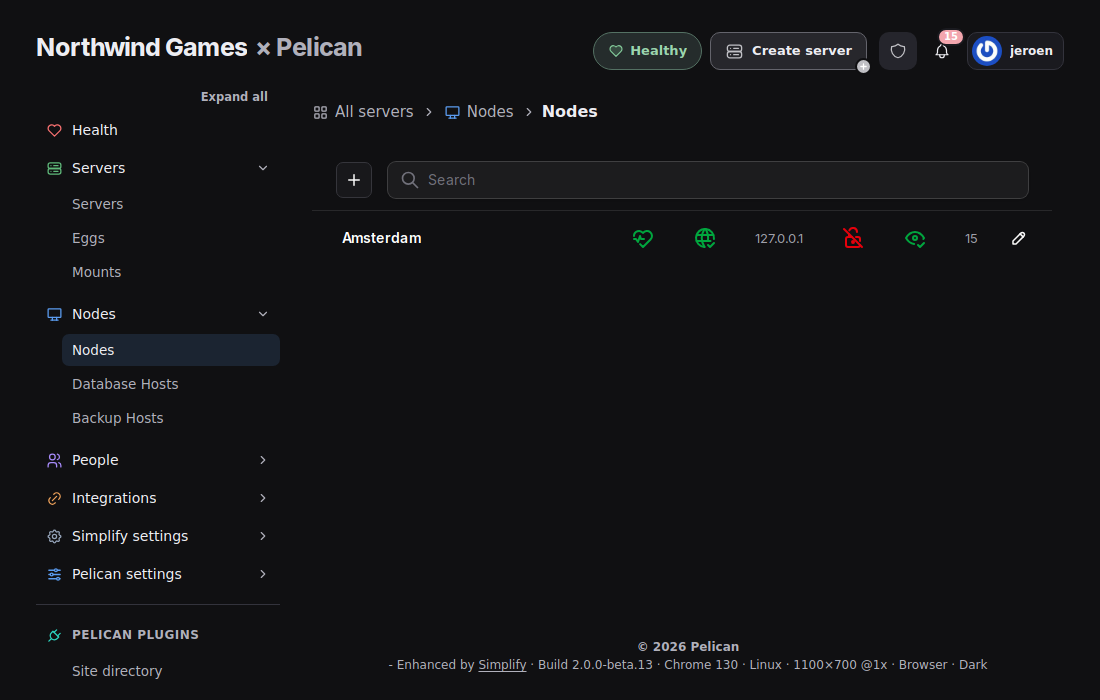 Northwind Games × Pelican
Healthy
Create server
15
jeroen
Expand all
Health
Servers
Servers
Eggs
Mounts
Nodes
Nodes
Database Hosts
Backup Hosts
People
Integrations
Simplify settings
Pelican settings
PELICAN PLUGINS
Site directory
All servers > Nodes > Nodes
Search
Amsterdam 127.0.0.1 15
© 2026 Pelican
- Enhanced by Simplify · Build 2.0.0-beta.13 · Chrome 130 · Linux · 1100×700 @1x · Browser · Dark